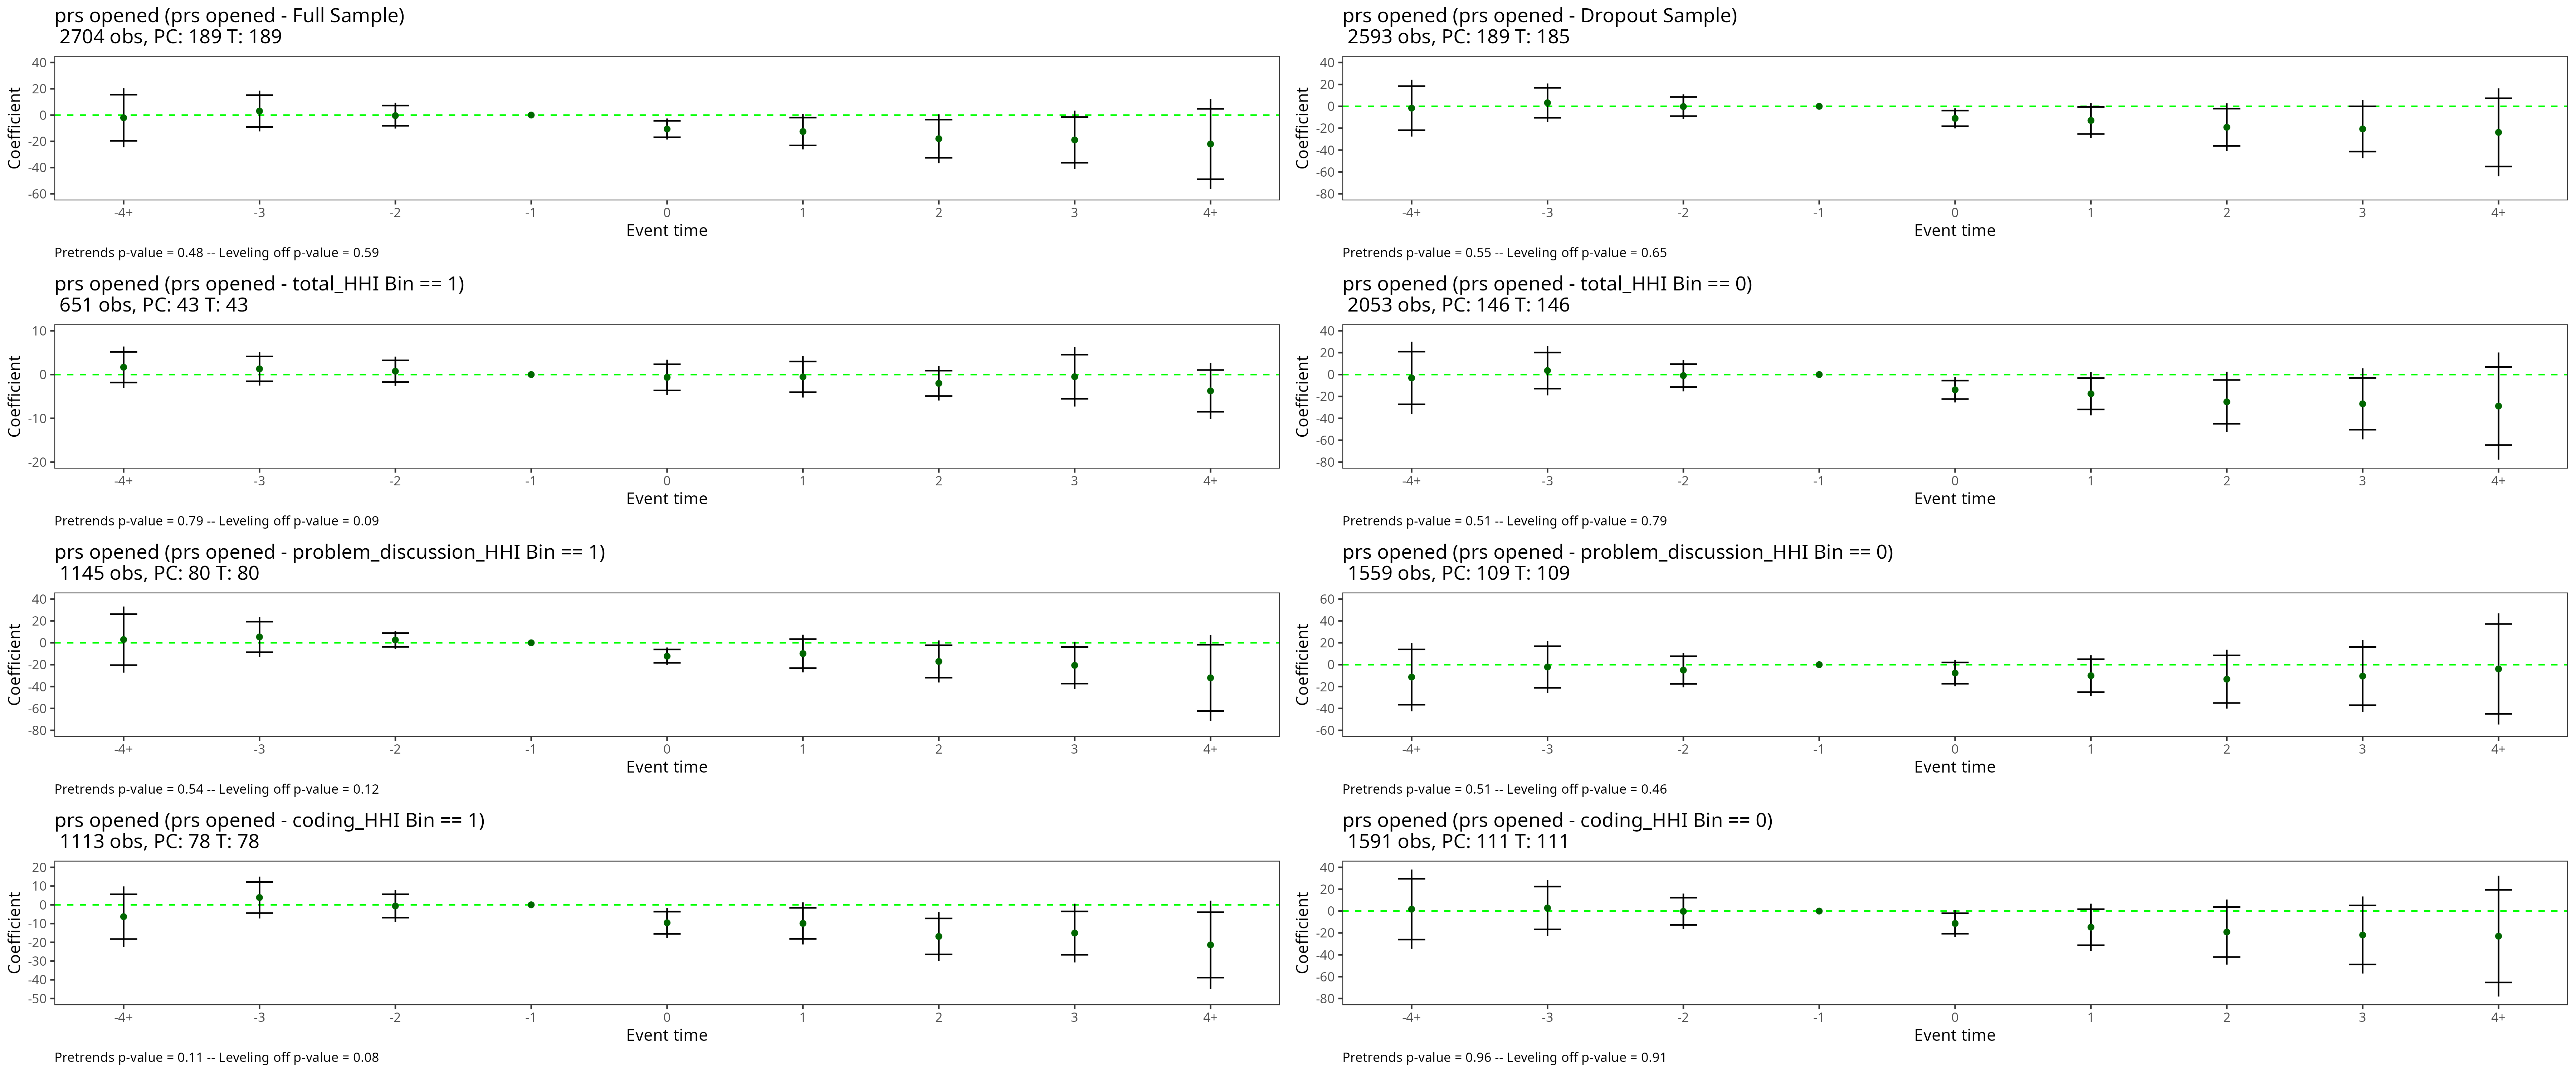 prs opened (prs opened - Full Sample)
2704 obs, PC: 189 T: 189
Coefficient
40
20
0
-20
-40
-60
-4+ -3 -2 -1 0 1 2 3 4+
Event time
Pretrends p-value = 0.48 -- Leveling off p-value = 0.59
prs opened (prs opened - Dropout Sample)
2593 obs, PC: 189 T: 185
Coefficient
40
20
0
-20
-40
-60
-80
-4+ -3 -2 -1 0 1 2 3 4+
Event time
Pretrends p-value = 0.55 -- Leveling off p-value = 0.65
prs opened (prs opened - total_HHI Bin == 1)
651 obs, PC: 43 T: 43
Coefficient
10
0
-10
-20
-4+ -3 -2 -1 0 1 2 3 4+
Event time
Pretrends p-value = 0.79 -- Leveling off p-value = 0.09
prs opened (prs opened - total_HHI Bin == 0)
2053 obs, PC: 146 T: 146
Coefficient
40
20
0
-20
-40
-60
-80
-4+ -3 -2 -1 0 1 2 3 4+
Event time
Pretrends p-value = 0.51 -- Leveling off p-value = 0.79
prs opened (prs opened - problem_discussion_HHI Bin == 1)
1145 obs, PC: 80 T: 80
Coefficient
40
20
0
-20
-40
-60
-80
-4+ -3 -2 -1 0 1 2 3 4+
Event time
Pretrends p-value = 0.54 -- Leveling off p-value = 0.12
prs opened (prs opened - problem_discussion_HHI Bin == 0)
1559 obs, PC: 109 T: 109
Coefficient
60
40
20
0
-20
-40
-60
-4+ -3 -2 -1 0 1 2 3 4+
Event time
Pretrends p-value = 0.51 -- Leveling off p-value = 0.46
prs opened (prs opened - coding_HHI Bin == 1)
1113 obs, PC: 78 T: 78
Coefficient
20
10
0
-10
-20
-30
-40
-50
-4+ -3 -2 -1 0 1 2 3 4+
Event time
Pretrends p-value = 0.11 -- Leveling off p-value = 0.08
prs opened (prs opened - coding_HHI Bin == 0)
1591 obs, PC: 111 T: 111
Coefficient
40
20
0
-20
-40
-60
-80
-4+ -3 -2 -1 0 1 2 3 4+
Event time
Pretrends p-value = 0.96 -- Leveling off p-value = 0.91